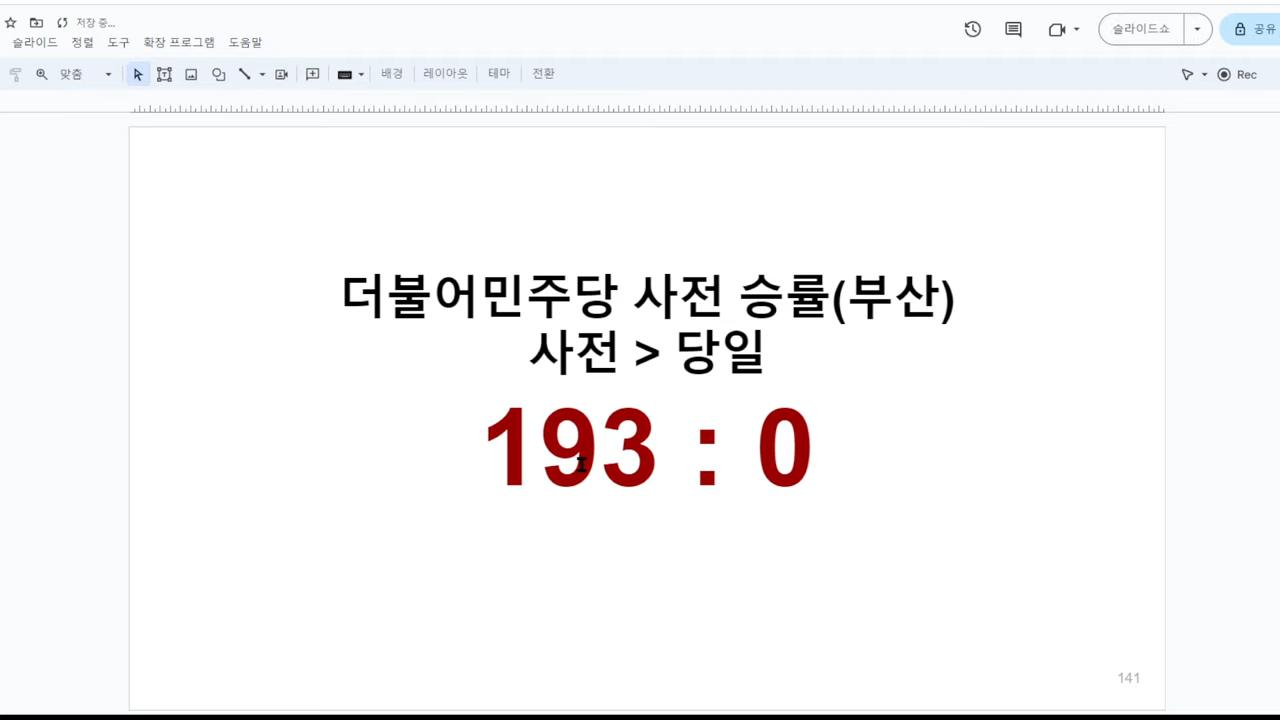 저장 중...
슬라이드 정렬 도구 확장 프로그램 도움말
슬라이드쇼
공유
맞춤
배경 레이아웃 테마 전환
Rec
더불어민주당 사전 승률(부산)
사전 > 당일
193 : 0
141